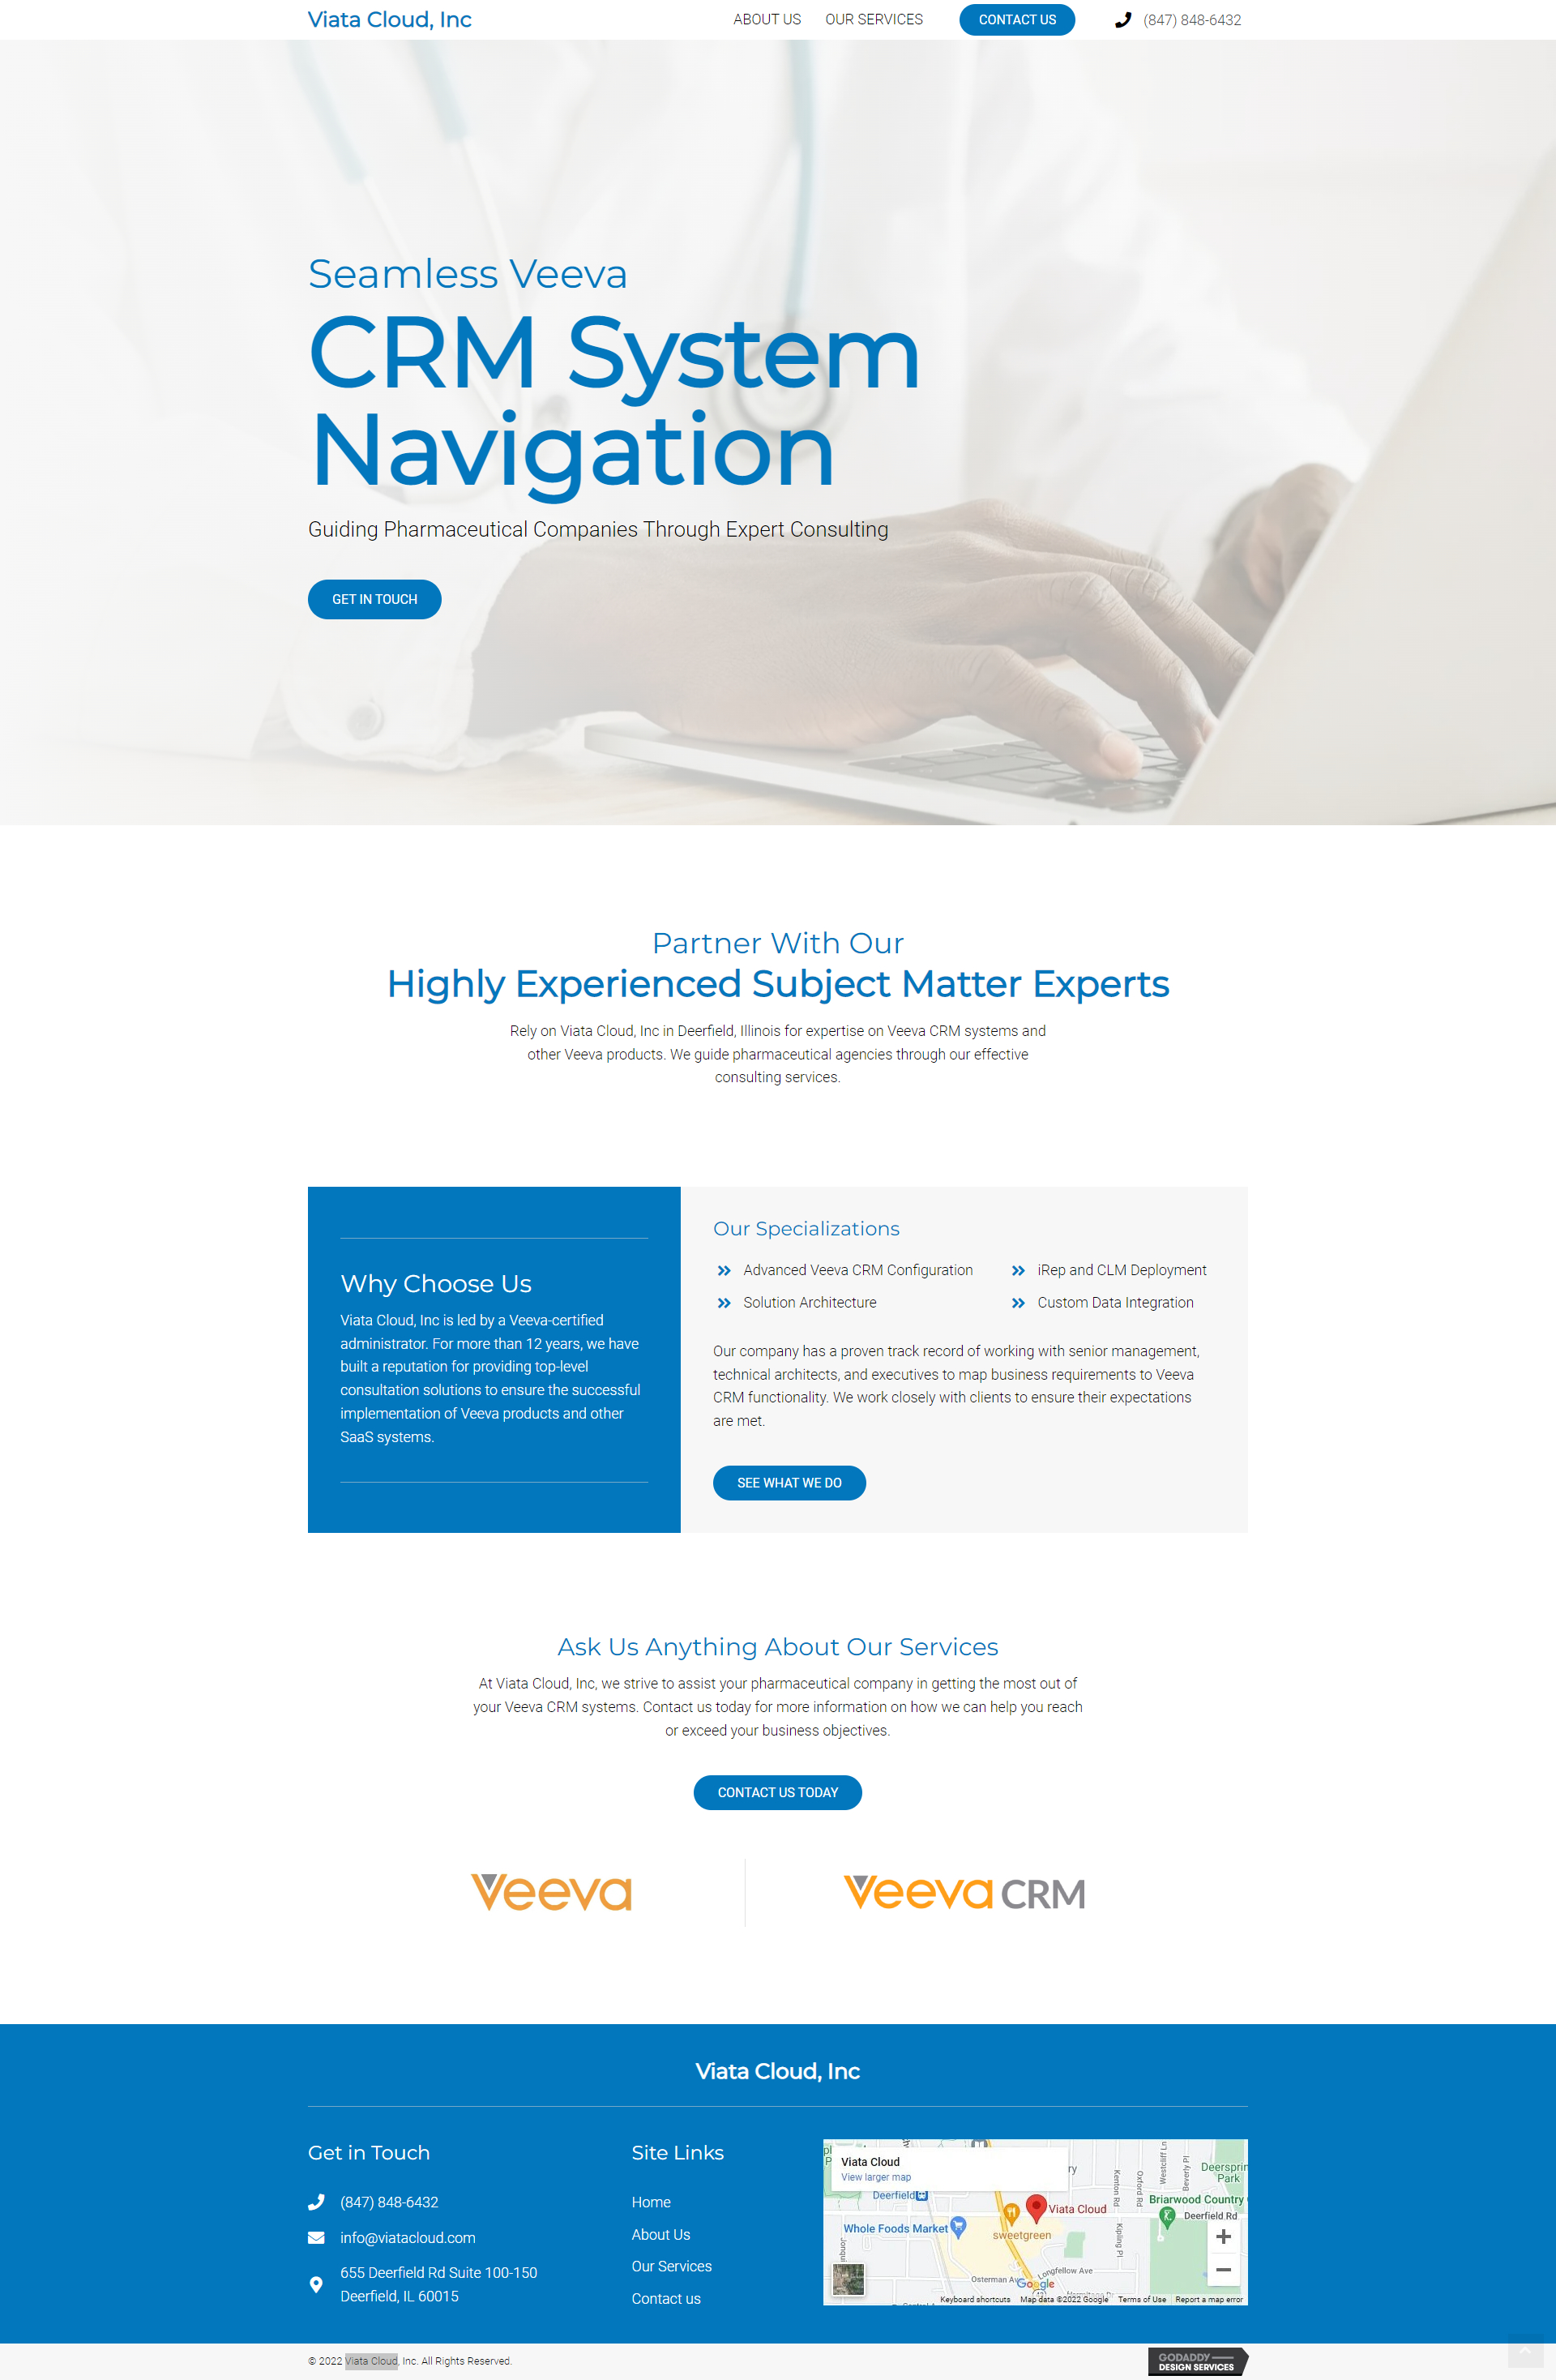 Viata Cloud, Inc
ABOUT US
OUR SERVICES
CONTACT US
(847) 848-6432
Seamless Veeva
CRM System
Navigation
Guiding Pharmaceutical Companies Through Expert Consulting
GET IN TOUCH
Partner With Our
Highly Experienced Subject Matter Experts
Rely on Viata Cloud, Inc in Deerfield, Illinois for expertise on Veeva CRM systems and
other Veeva products. We guide pharmaceutical agencies through our effective
consulting services.
Why Choose Us
Viata Cloud, Inc is led by a Veeva-certified
administrator. For more than 12 years, we have
built a reputation for providing top-level
consultation solutions to ensure the successful
implementation of Veeva products and other
SaaS systems.
Our Specializations
Advanced Veeva CRM Configuration
iRep and CLM Deployment
Solution Architecture
Custom Data Integration
Our company has a proven track record of working with senior management,
technical architects, and executives to map business requirements to Veeva
CRM functionality. We work closely with clients to ensure their expectations
are met.
SEE WHAT WE DO
Ask Us Anything About Our Services
At Viata Cloud, Inc, we strive to assist your pharmaceutical company in getting the most out of
your Veeva CRM systems. Contact us today for more information on how we can help you reach
or exceed your business objectives.
CONTACT US TODAY
Veeva
Veeva CRM
Viata Cloud, Inc
Get in Touch
(847) 848-6432
info@viatacloud.com
655 Deerfield Rd Suite 100-150
Deerfield, IL 60015
Site Links
Home
About Us
Our Services
Contact us
Viata Cloud
View larger map
Deerfield
Whole Foods Market
sweetgreen
Viata Cloud
Kenton Rd
Oxford Rd
Westcliff Ln
Beverly Pl
Deerspring
Park
Briarwood Country
Deerfield Rd
Kipling Pl
Longfellow Ave
Osterman Av
Google
Keyboard shortcuts
Map data ©2022 Google
Terms of Use
Report a map error
© 2022 Viata Cloud, Inc. All Rights Reserved.
GODADDY
DESIGN SERVICES